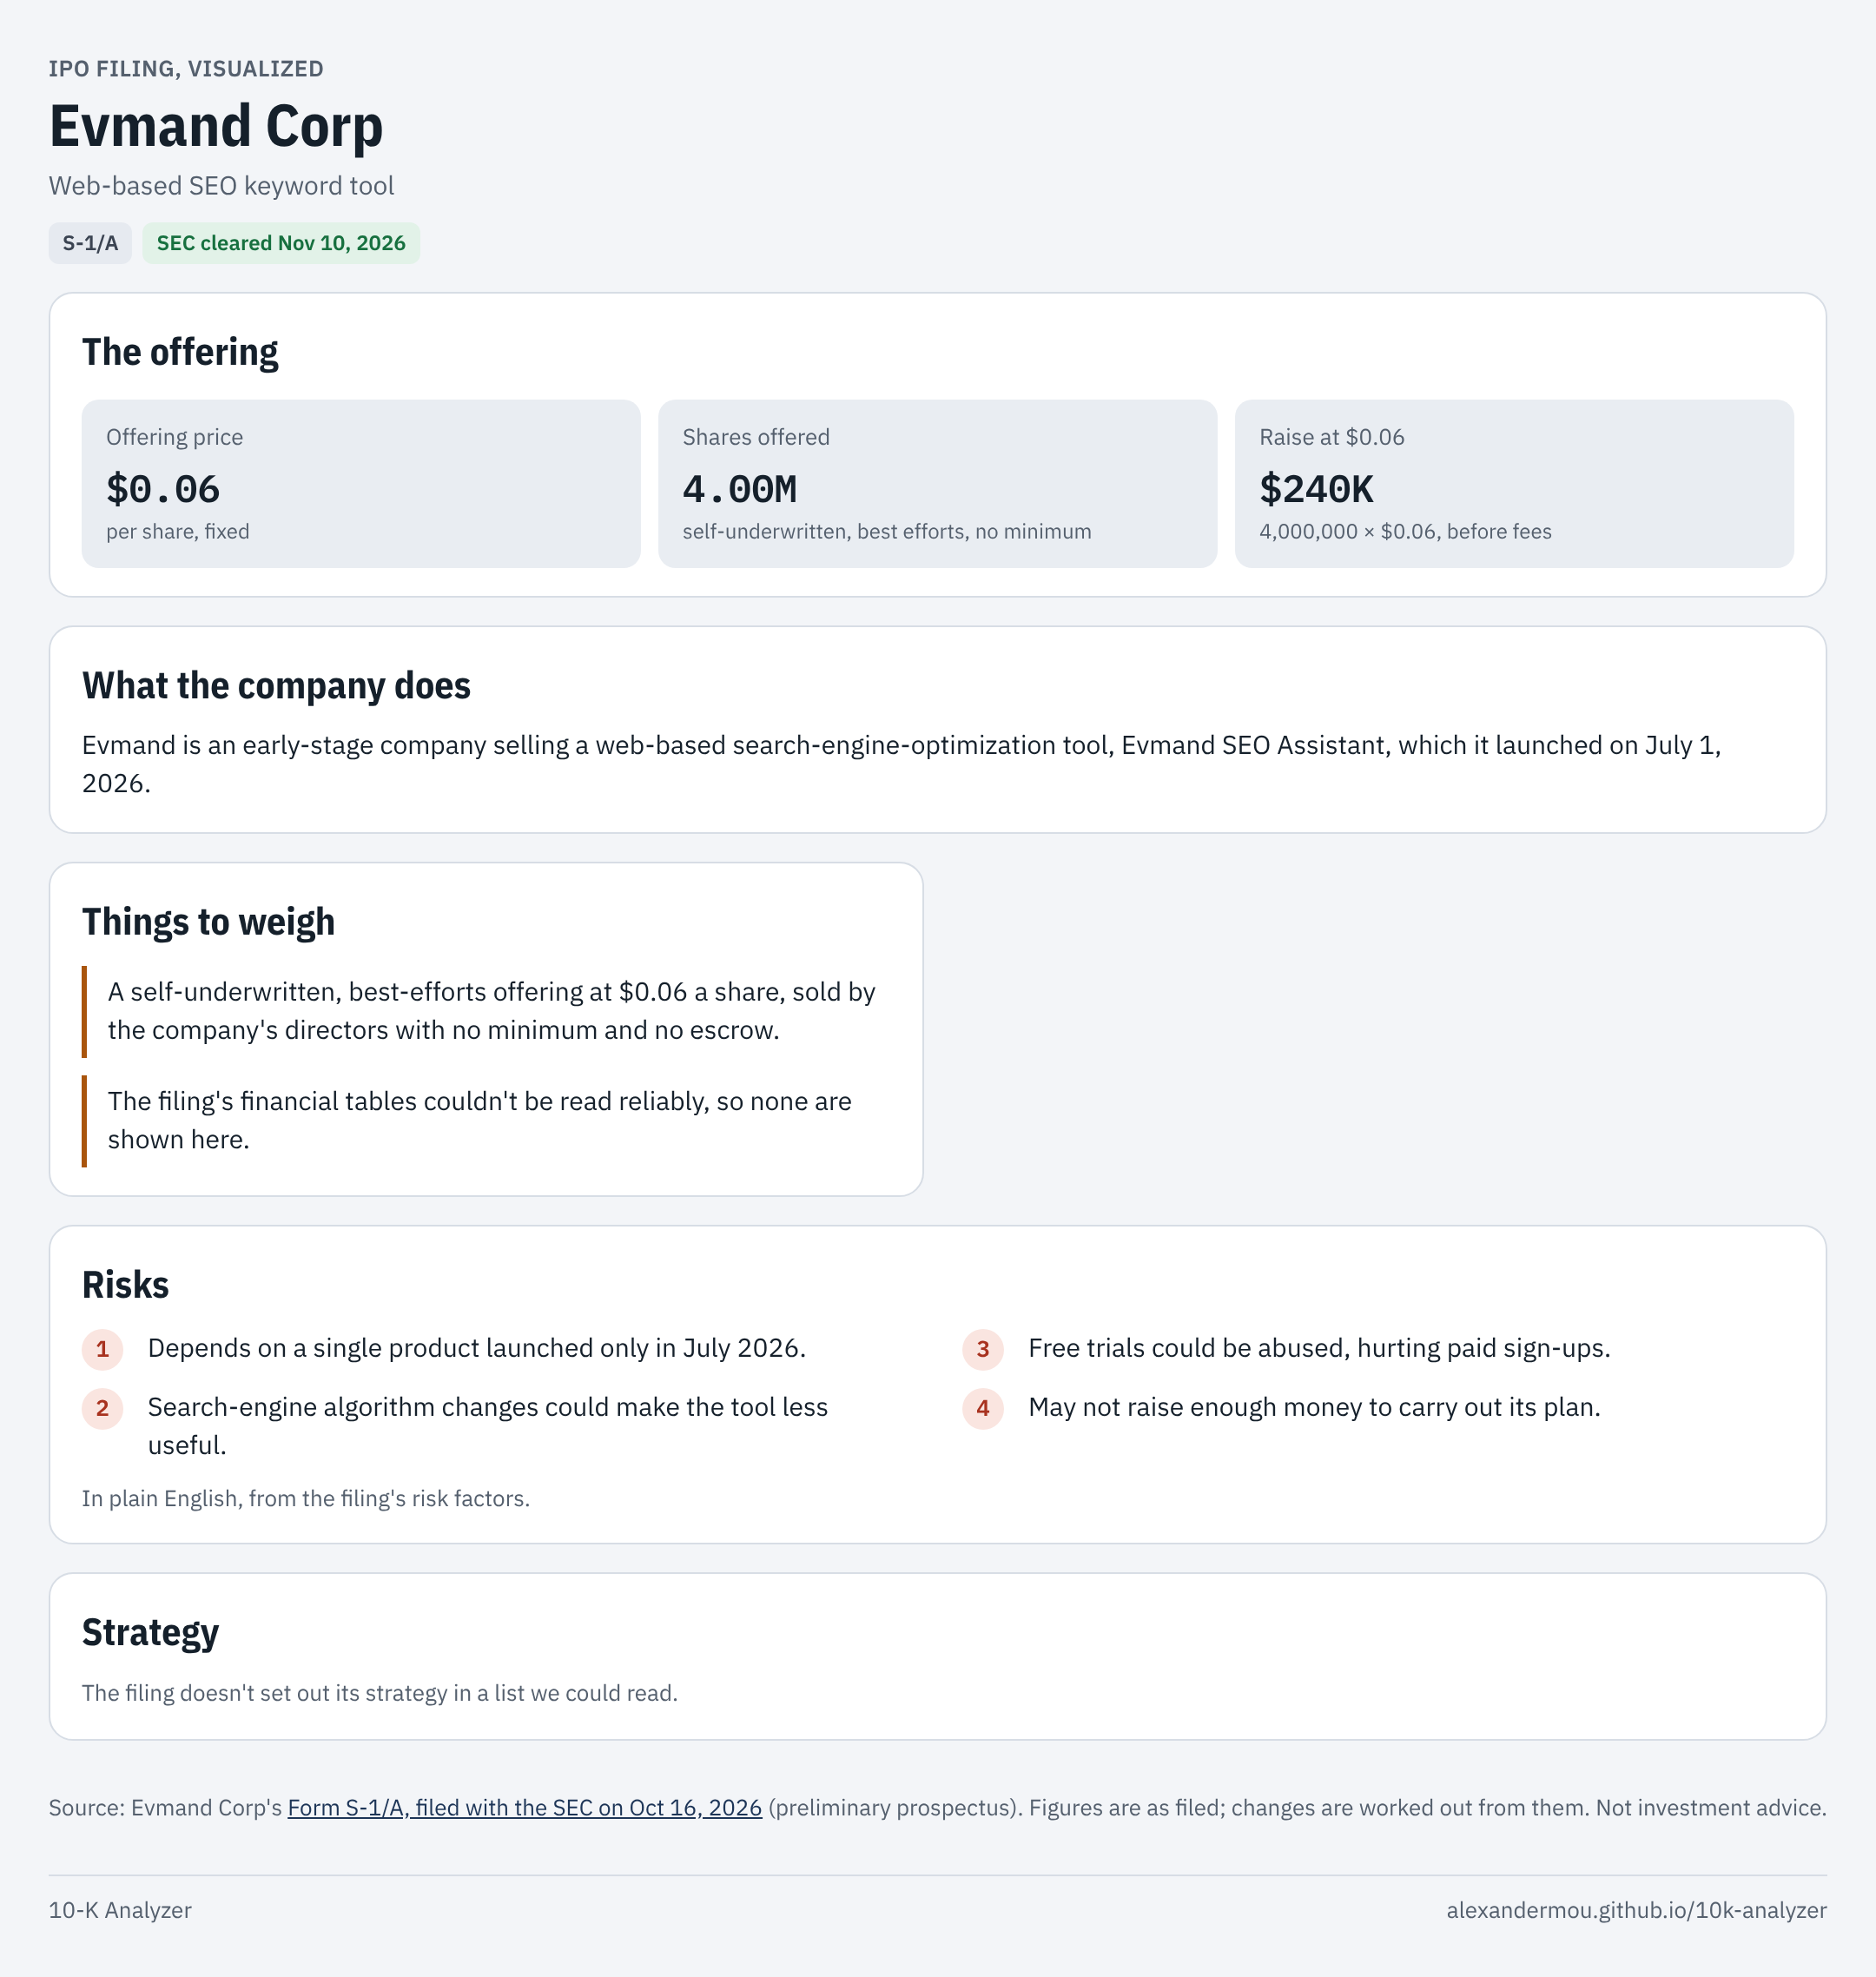 IPO FILING, VISUALIZED
Evmand Corp
Web-based SEO keyword tool
S-1/A
SEC cleared Nov 10, 2026
The offering
Offering price
$0.06
per share, fixed
Shares offered
4.00M
self-underwritten, best efforts, no minimum
Raise at $0.06
$240K
4,000,000 × $0.06, before fees
What the company does
Evmand is an early-stage company selling a web-based search-engine-optimization tool, Evmand SEO Assistant, which it launched on July 1,
2026.
Things to weigh
A self-underwritten, best-efforts offering at $0.06 a share, sold by
the company's directors with no minimum and no escrow.
The filing's financial tables couldn't be read reliably, so none are
shown here.
Risks
1 Depends on a single product launched only in July 2026.
2 Search-engine algorithm changes could make the tool less
useful.
3 Free trials could be abused, hurting paid sign-ups.
4 May not raise enough money to carry out its plan.
In plain English, from the filing's risk factors.
Strategy
The filing doesn't set out its strategy in a list we could read.
Source: Evmand Corp's Form S-1/A, filed with the SEC on Oct 16, 2026 (preliminary prospectus). Figures are as filed; changes are worked out from them. Not investment advice.
10-K Analyzer
alexandermou.github.io/10k-analyzer